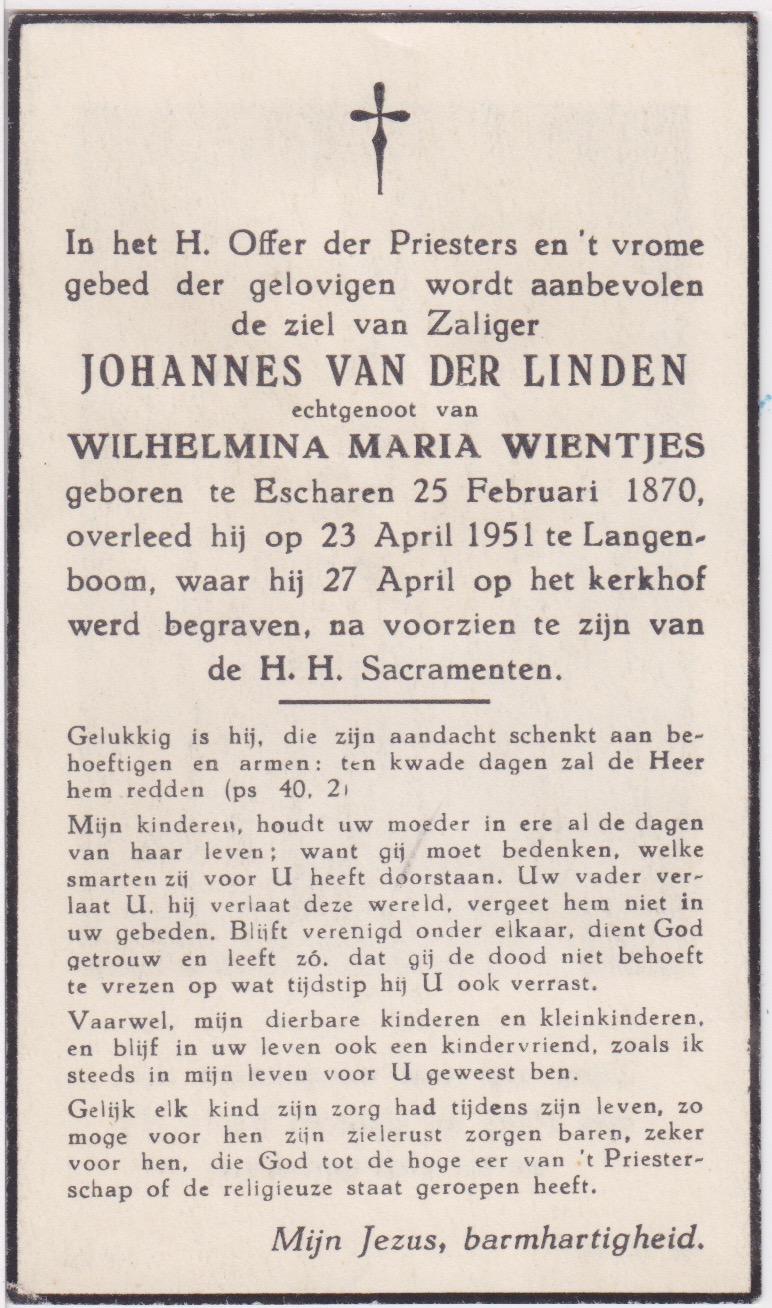 In het H. Offer der Priesters en 't vrome
gebed der gelovigen wordt aanbevolen
de ziel van Zaliger
JOHANNES VAN DER LINDEN
echtgenoot van
WILHELMINA MARIA WIENTJES
geboren te Escharen 25 Februari 1870,
overleed hij op 23 April 1951 te Langen-
boom, waar hij 27 April op het kerkhof
werd begraven, na voorzien te zijn van
de H. H. Sacramenten.
Gelukkig is hij, die zijn aandacht schenkt aan be-
hoeftigen en armen: ten kwade dagen zal de Heer
hem redden (ps 40, 2)
Mijn kinderen, houdt uw moeder in ere al de dagen
van haar leven; want gij moet bedenken, welke
smarten zij voor U heeft doorstaan. Uw vader ver-
laat U. hij verlaat deze wereld, vergeet hem niet in
uw gebeden. Blijft verenigd onder elkaar, dient God
getrouw en leeft zó. dat gij de dood niet behoeft
te vrezen op wat tijdstip hij U ook verrast.
Vaarwel, mijn dierbare kinderen en kleinkinderen,
en blijf in uw leven ook een kindervriend, zoals ik
steeds in mijn leven voor U geweest ben.
Gelijk elk kind zijn zorg had tijdens zijn leven, zo
moge voor hen zijn zielerust zorgen baren, zeker
voor hen, die God tot de hoge eer van 't Priester-
schap of de religieuze staat geroepen heeft.
Mijn Jezus, barmhartigheid.